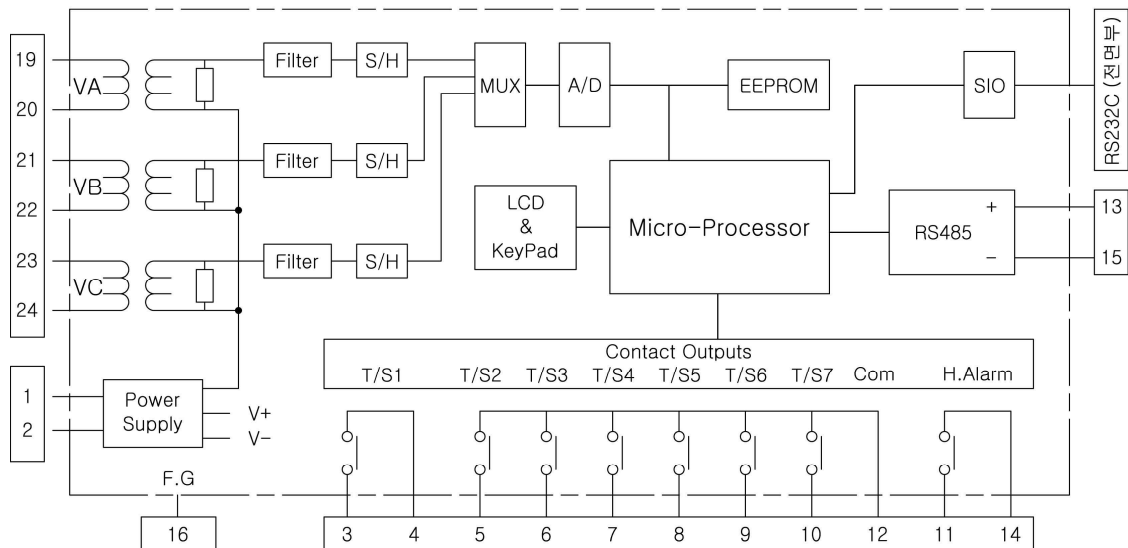 19
VA
20
21
VB
22
23
VC
24
Filter
S/H
Filter
S/H
Filter
S/H
MUX
A/D
EEPROM
SIO
RS232C (전면부)
LCD
&
KeyPad
Micro-Processor
RS485
+
−
13
15
1
2
Power
Supply
V+
V−
F.G
16
Contact Outputs
T/S1 T/S2 T/S3 T/S4 T/S5 T/S6 T/S7 Com H.Alarm
3 4 5 6 7 8 9 10 12 11 14